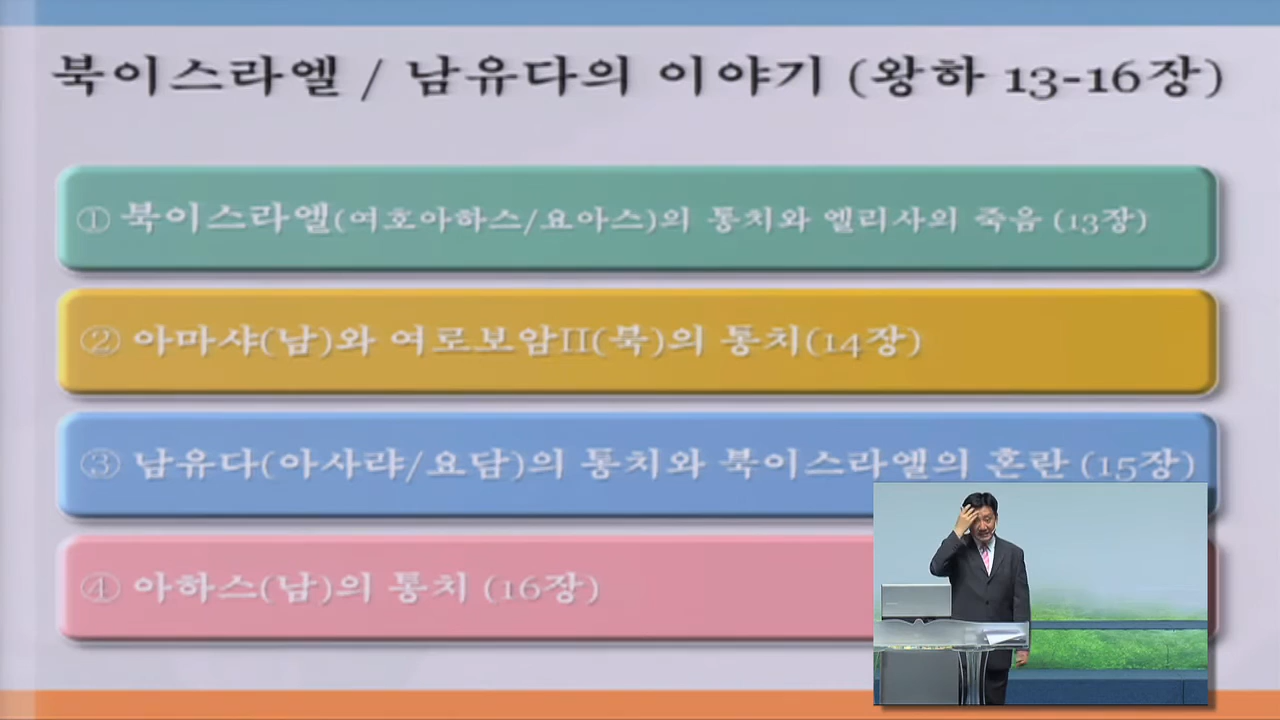 북이스라엘 / 남유다의 이야기 (왕하 13-16장)
① 북이스라엘(여호아하스/요아스)의 통치와 엘리사의 죽음 (13장)
② 아마샤(남)와 여로보암Ⅱ(북)의 통치(14장)
③ 남유다(아사랴/요담)의 통치와 북이스라엘의 혼란 (15장)
④ 아하스(남)의 통치 (16장)